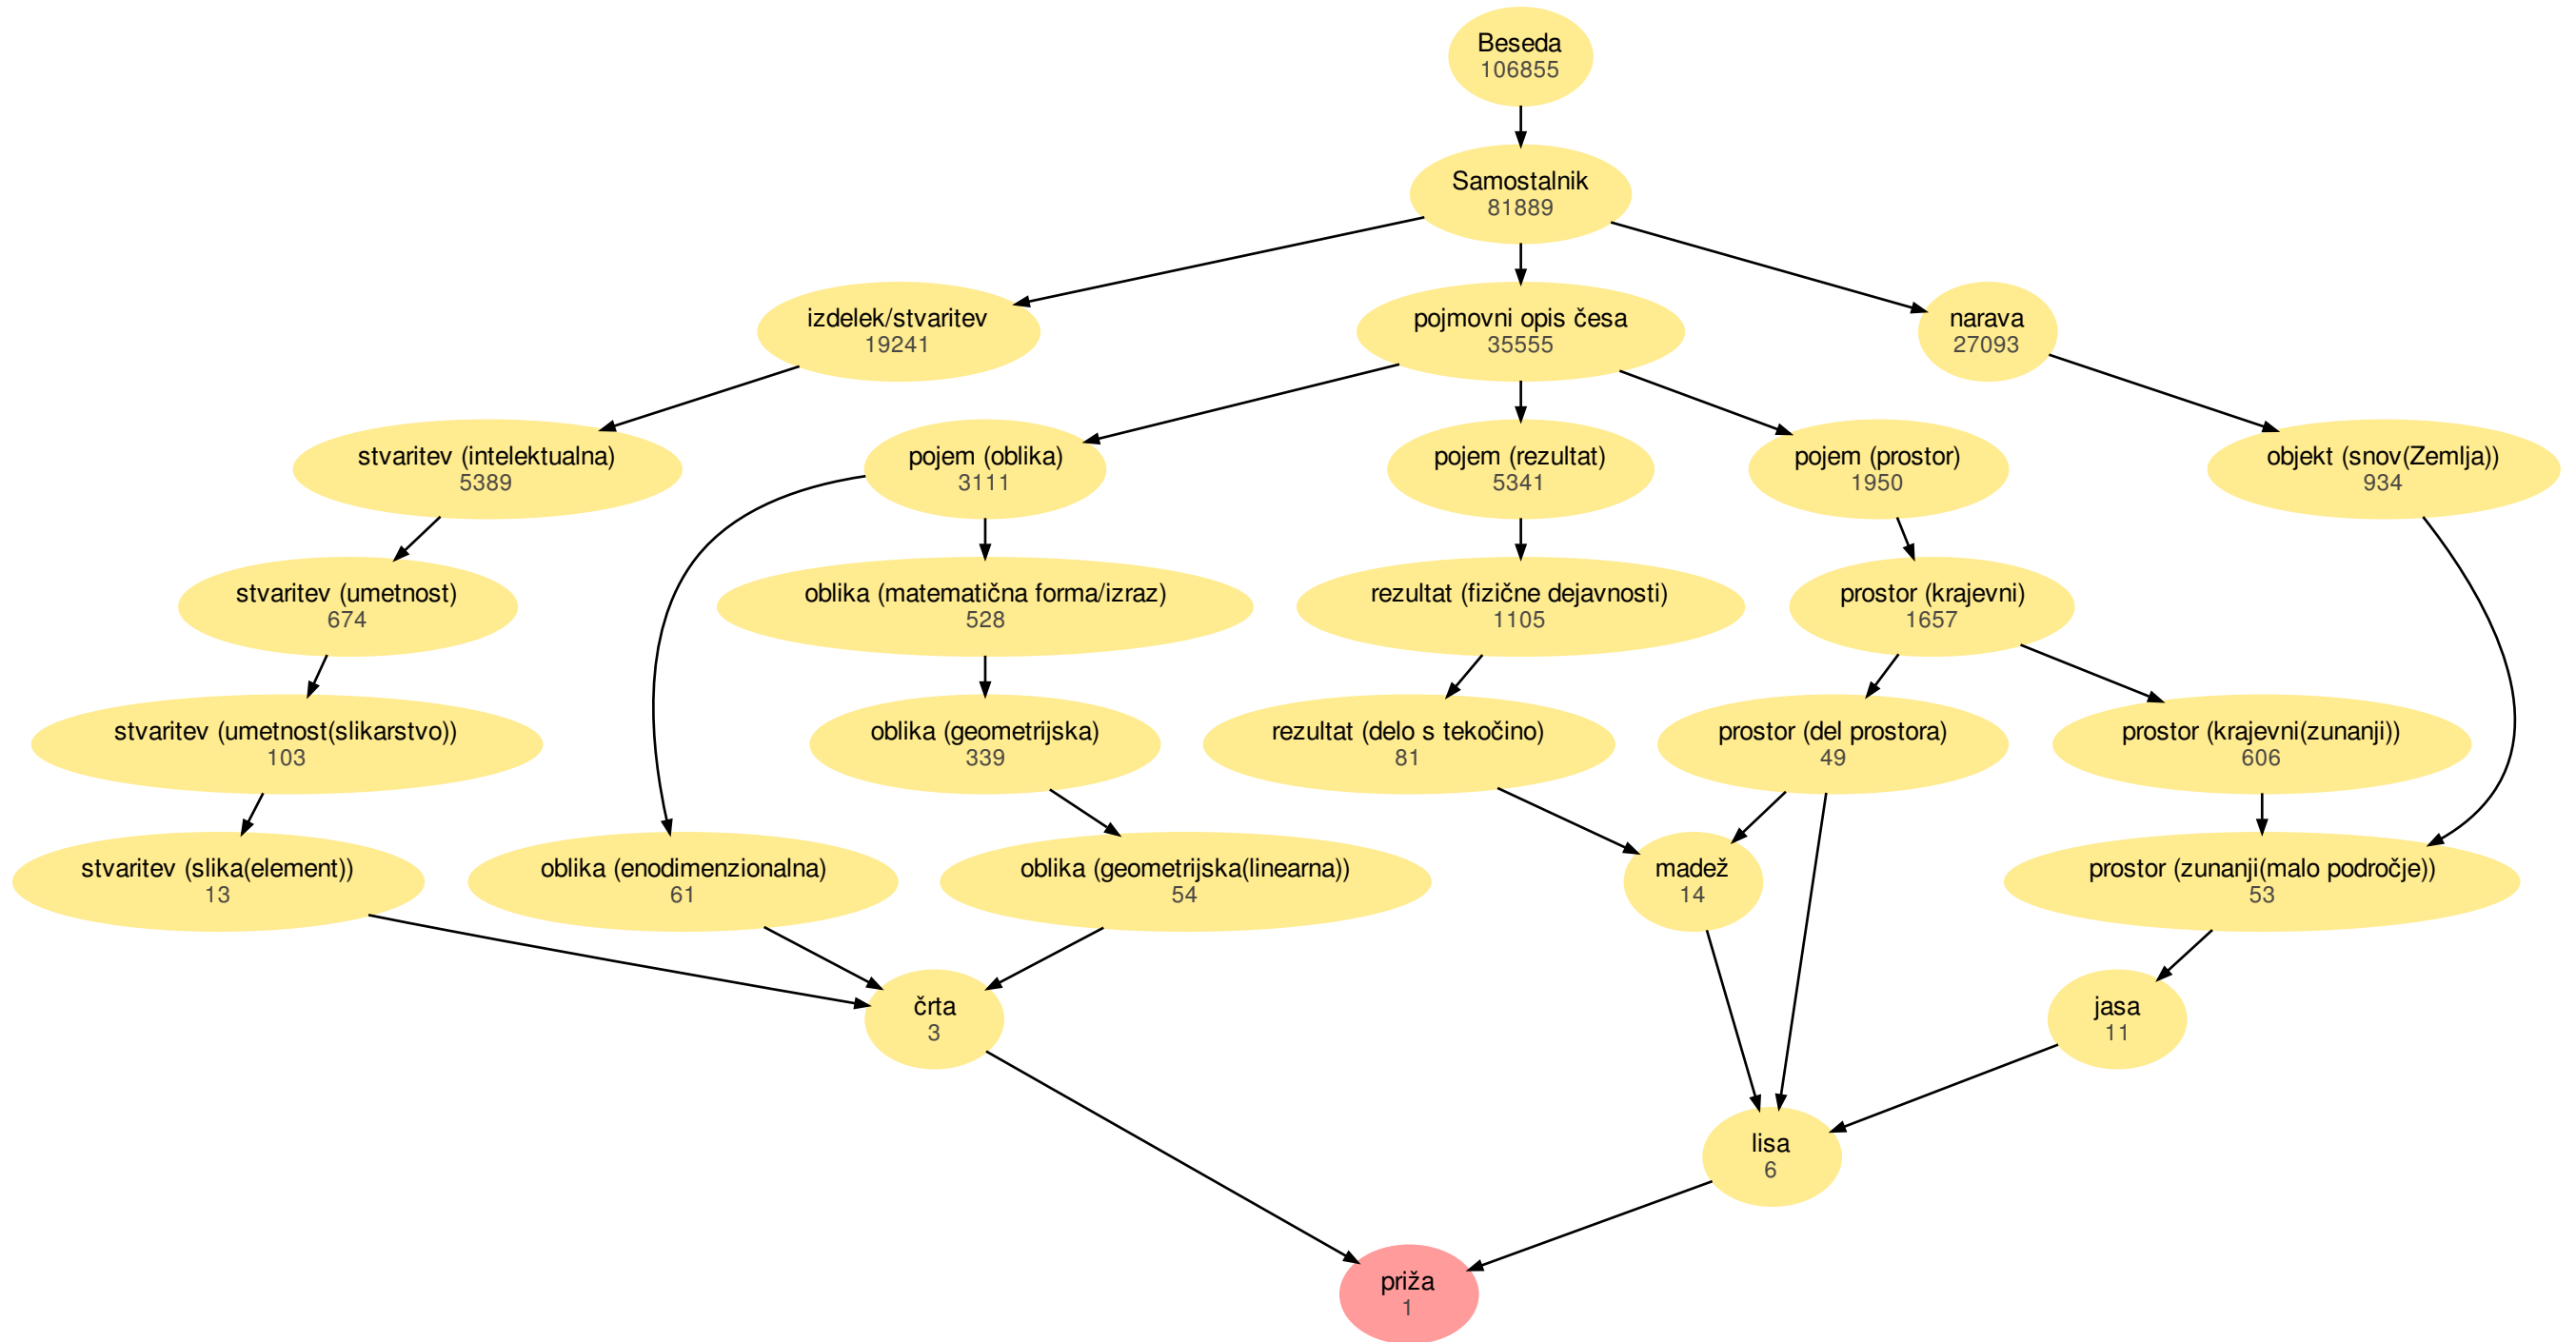 Beseda
106855
Samostalnik
81889
izdelek/stvaritev
19241
pojmovni opis česa
35555
narava
27093
stvaritev (intelektualna)
5389
pojem (oblika)
3111
pojem (rezultat)
5341
pojem (prostor)
1950
objekt (snov(Zemlja))
934
stvaritev (umetnost)
674
oblika (matematična forma/izraz)
528
rezultat (fizične dejavnosti)
1105
prostor (krajevni)
1657
stvaritev (umetnost(slikarstvo))
103
oblika (geometrijska)
339
rezultat (delo s tekočino)
81
prostor (del prostora)
49
prostor (krajevni(zunanji))
606
stvaritev (slika(element))
13
oblika (enodimenzionalna)
61
oblika (geometrijska(linearna))
54
madež
14
prostor (zunanji(malo področje))
53
črta
3
jasa
11
lisa
6
priža
1